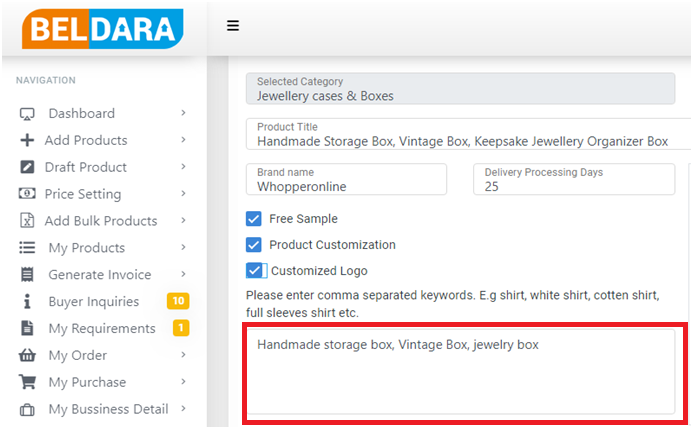 BELDARA
NAVIGATION
Dashboard
Add Products
Draft Product
Price Setting
Add Bulk Products
My Products
Generate Invoice
Buyer Inquiries 10
My Requirements 1
My Order
My Purchase
My Bussiness Detail
Selected Category
Jewellery cases & Boxes
Product Title
Handmade Storage Box, Vintage Box, Keepsake Jewellery Organizer Box
Brand name
Whopperonline
Delivery Processing Days
25
Free Sample
Product Customization
Customized Logo
Please enter comma separated keywords. E.g shirt, white shirt, cotten shirt,
full sleeves shirt etc.
Handmade storage box, Vintage Box, jewelry box